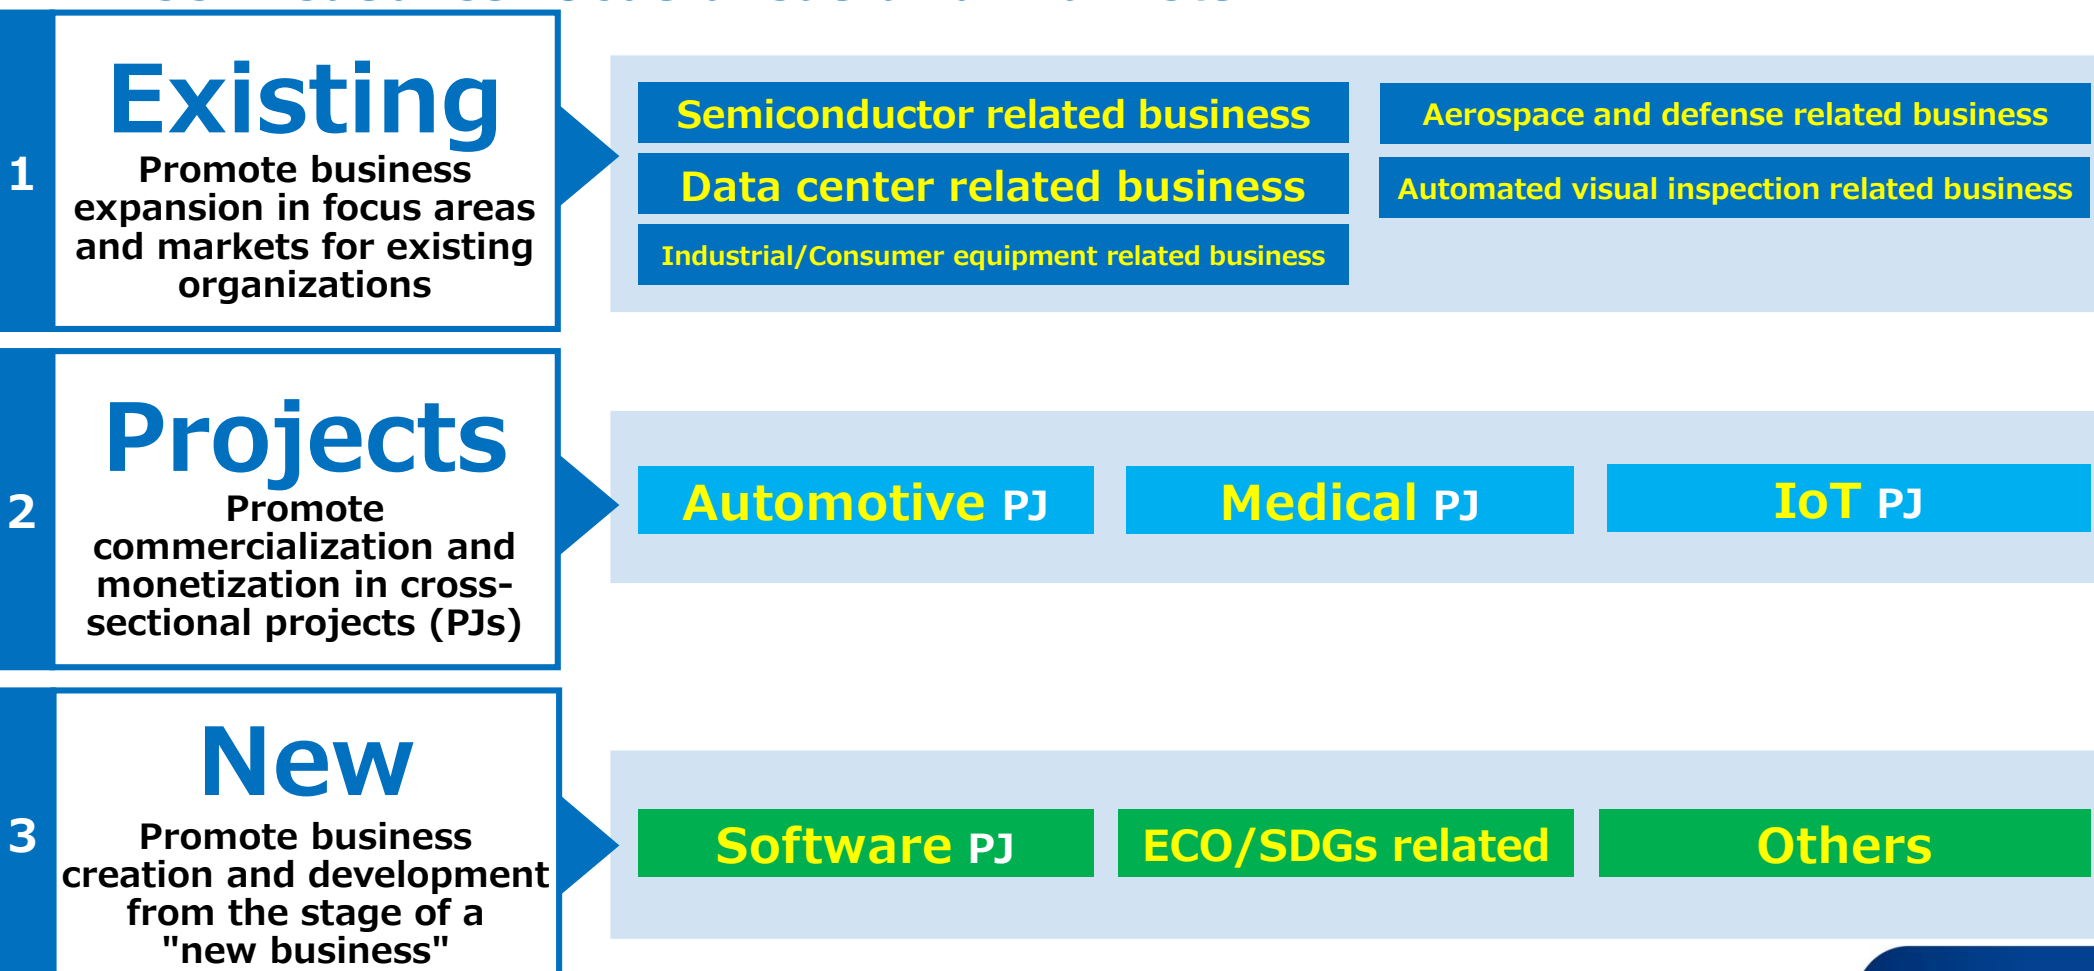 1
Existing
Promote business
expansion in focus areas
and markets for existing
organizations
Semiconductor related business
Data center related business
Industrial/Consumer equipment related business
Aerospace and defense related business
Automated visual inspection related business
2
Projects
Promote
commercialization and
monetization in cross-
sectional projects (PJs)
Automotive PJ
Medical PJ
IoT PJ
3
New
Promote business
creation and development
from the stage of a
"new business"
Software PJ
ECO/SDGs related
Others